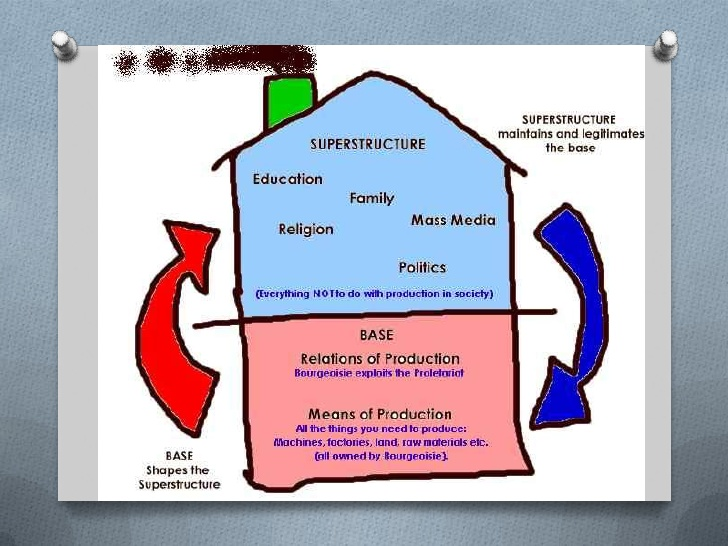 SUPERSTRUCTURE
maintains and legitimates
the base
SUPERSTRUCTURE
Education
Family
Mass Media
Religion
Politics
(Everything NOT to do with production in society)
BASE
Relations of Production
Bourgeoisie exploits the Proletariat
Means of Production
All the things you need to produce:
Machines, factories, land, raw materials etc.
(all owned by Bourgeoisie).
BASE
Shapes the
Superstructure